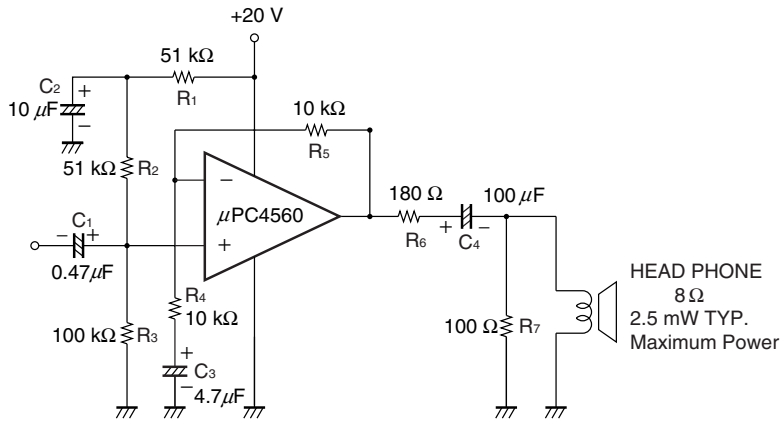 +20 V
51 kΩ
R1
C2
+
10 µF
−
10 kΩ
R5
51 kΩ
R2
−
µPC4560
+
C1
− +
0.47µF
180 Ω
R6
100 µF
+ −
C4
R4
10 kΩ
100 kΩ
R3
+
C3
−
4.7µF
100 Ω
R7
HEAD PHONE
8 Ω
2.5 mW TYP.
Maximum Power